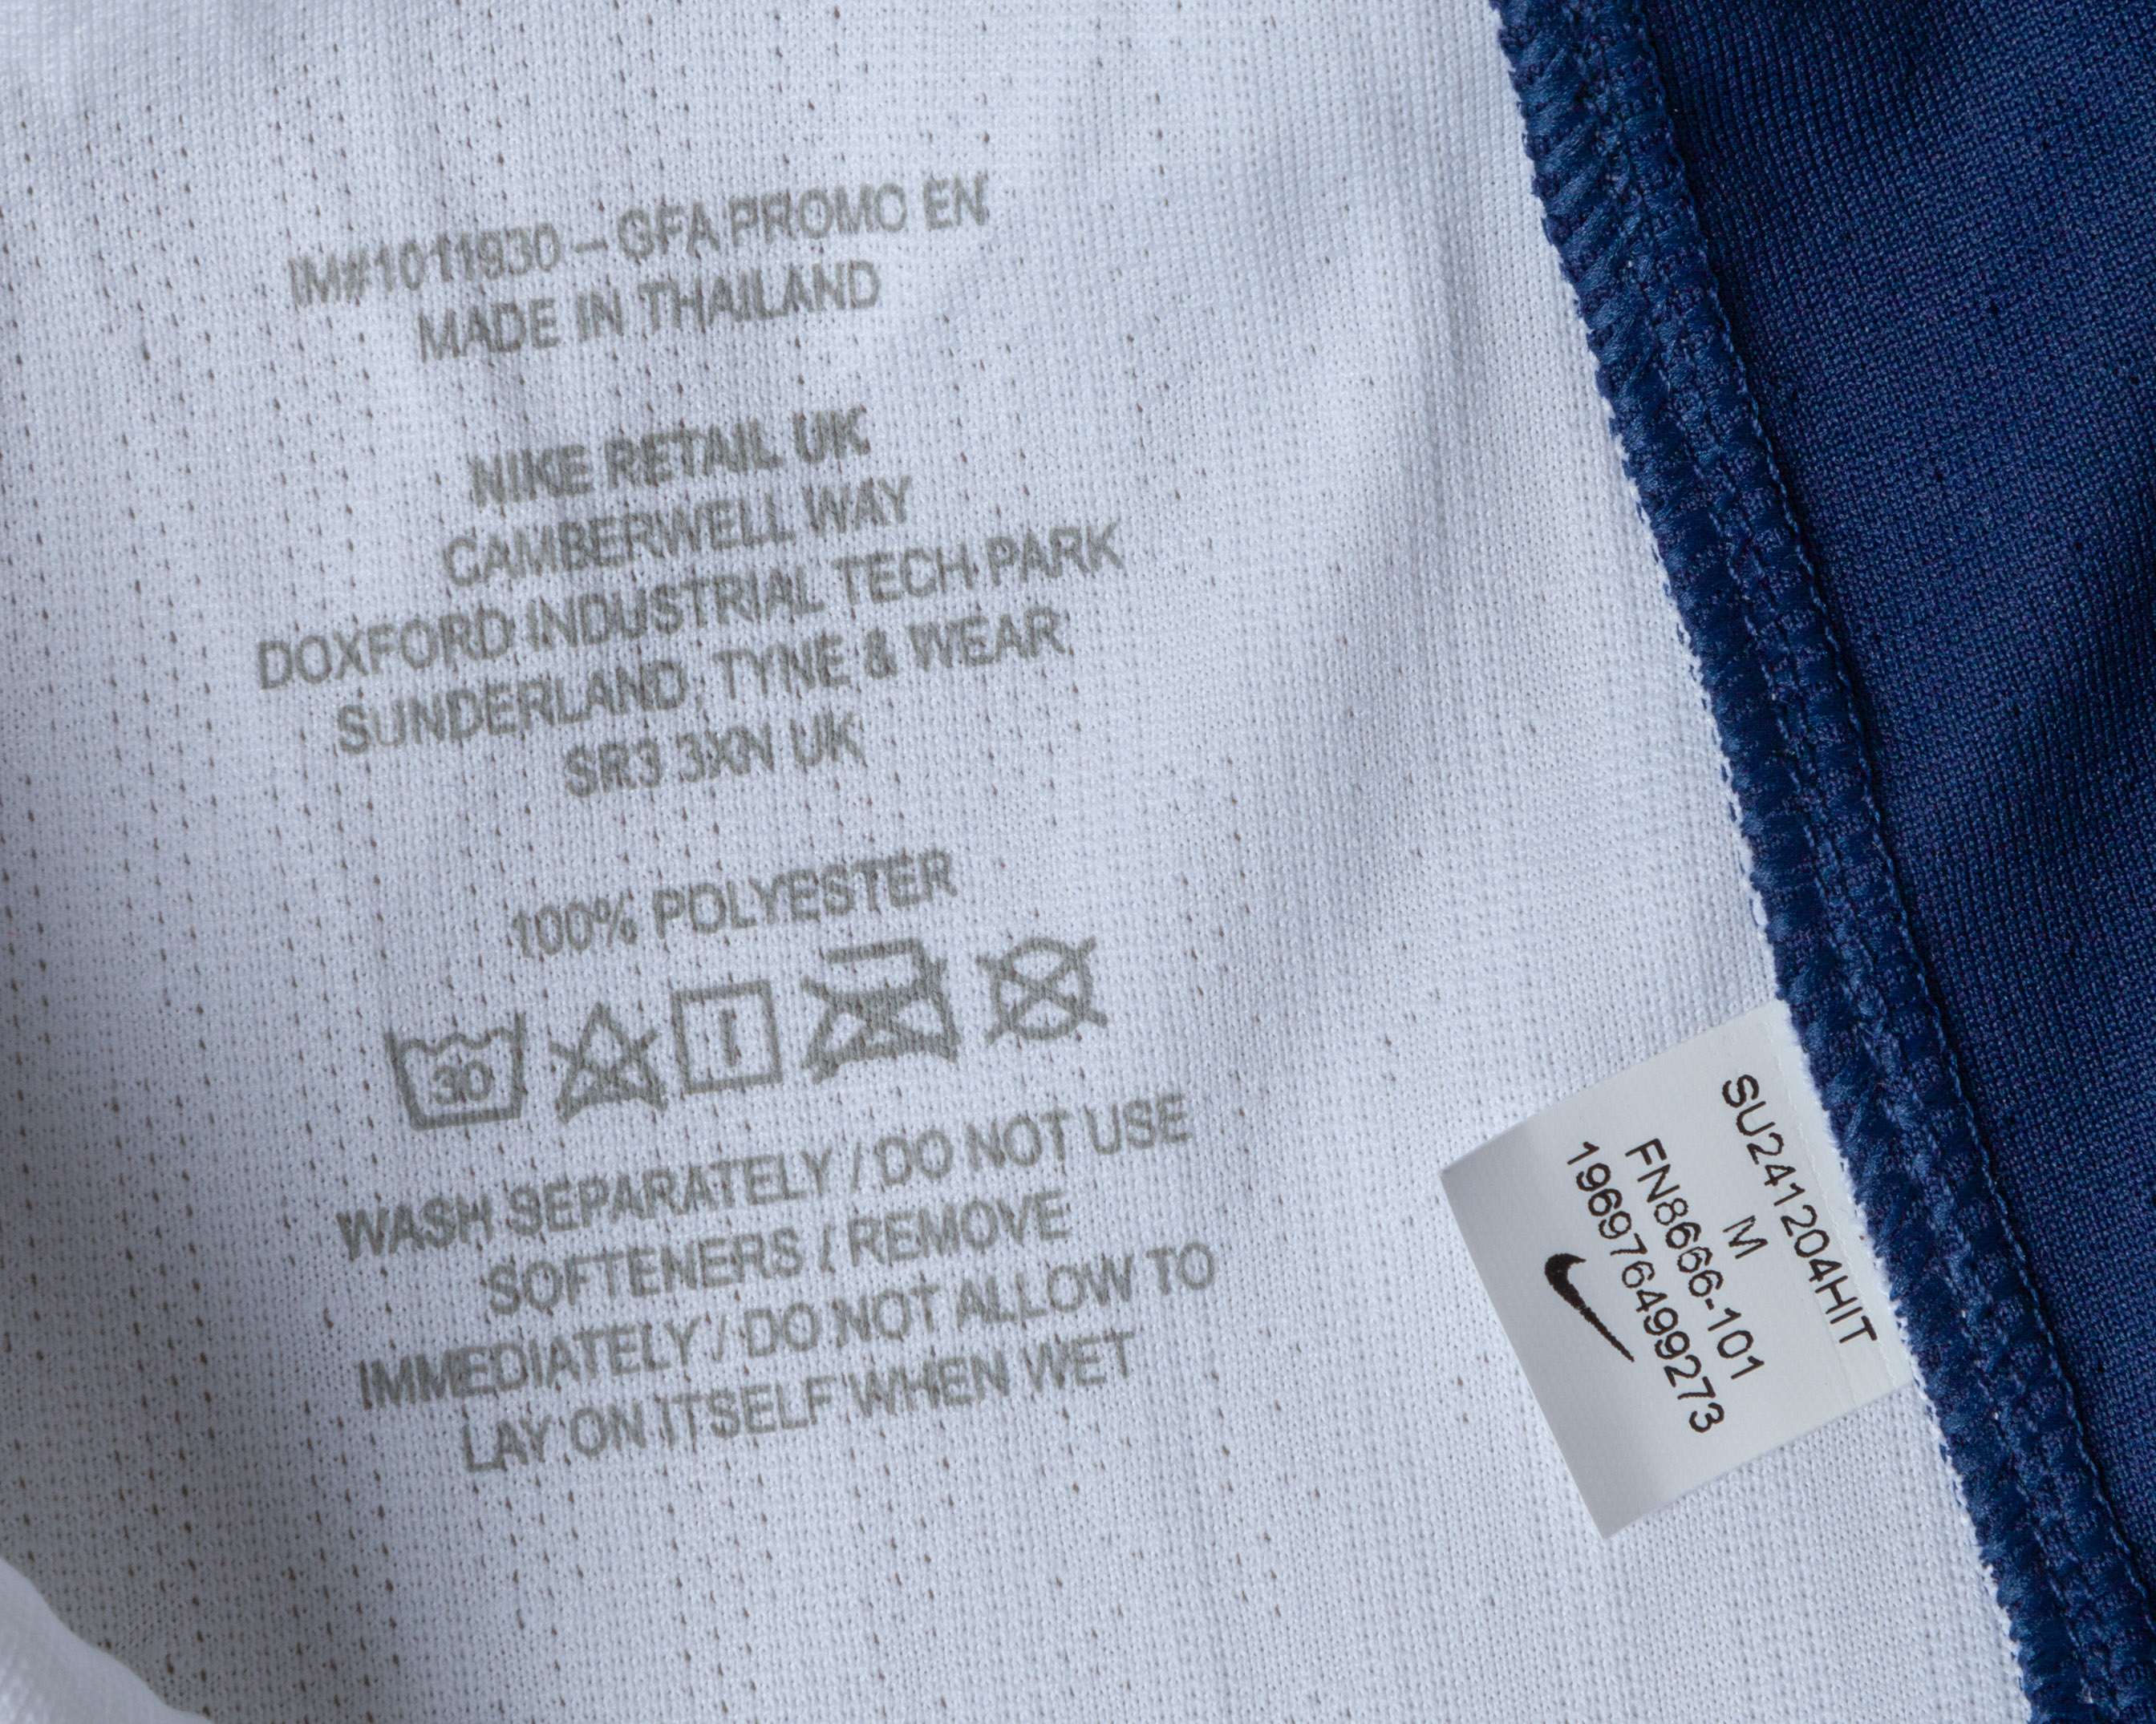 IM#1011930 – GFA PROMO EN
MADE IN THAILAND
NIKE RETAIL UK
CAMBERWELL WAY
DOXFORD INDUSTRIAL TECH PARK
SUNDERLAND, TYNE & WEAR
SR3 3XN UK
100% POLYESTER
30
WASH SEPARATELY / DO NOT USE
SOFTENERS / REMOVE
IMMEDIATELY / DO NOT ALLOW TO
LAY ON ITSELF WHEN WET
SU241204HIT
M
FN8666-101
196976499273